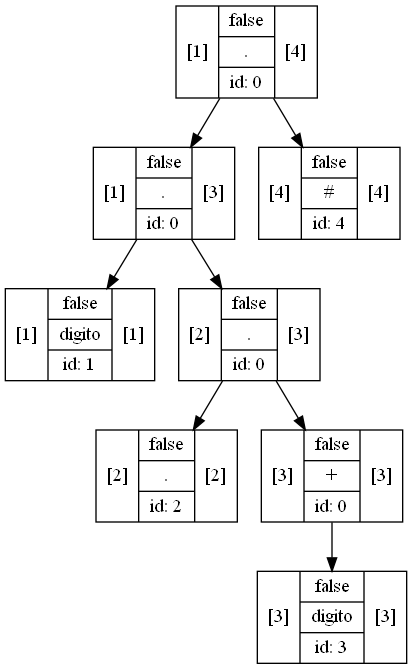 false
[1] . [4]
id: 0
false
[1] . [3]
id: 0
false
[4] # [4]
id: 4
false
[1] digito [1]
id: 1
false
[2] . [3]
id: 0
false
[2] . [2]
id: 2
false
[3] + [3]
id: 0
false
[3] digito [3]
id: 3